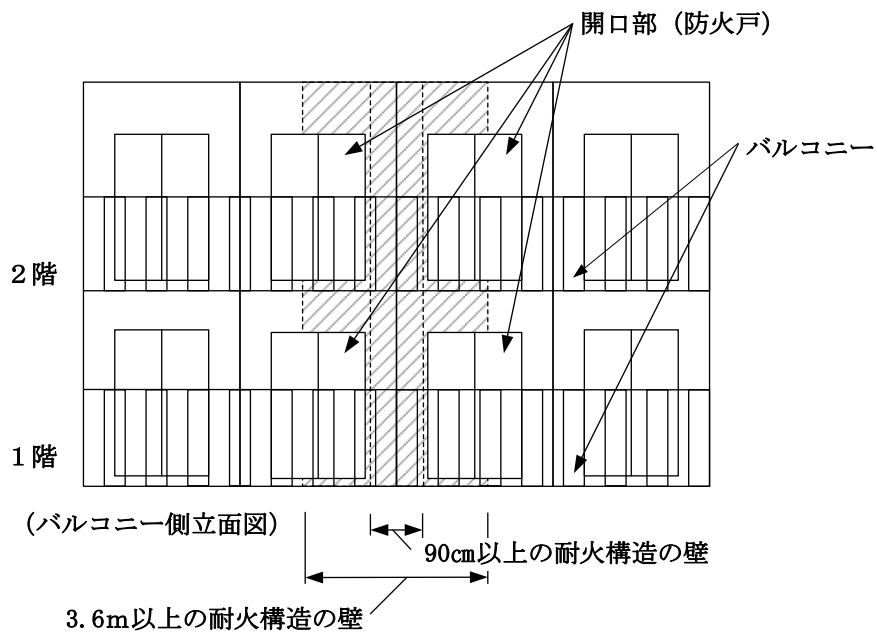 開口部（防火戸）
バルコニー
２階
１階
（バルコニー側立面図）
90㎝以上の耐火構造の壁
3.6ｍ以上の耐火構造の壁